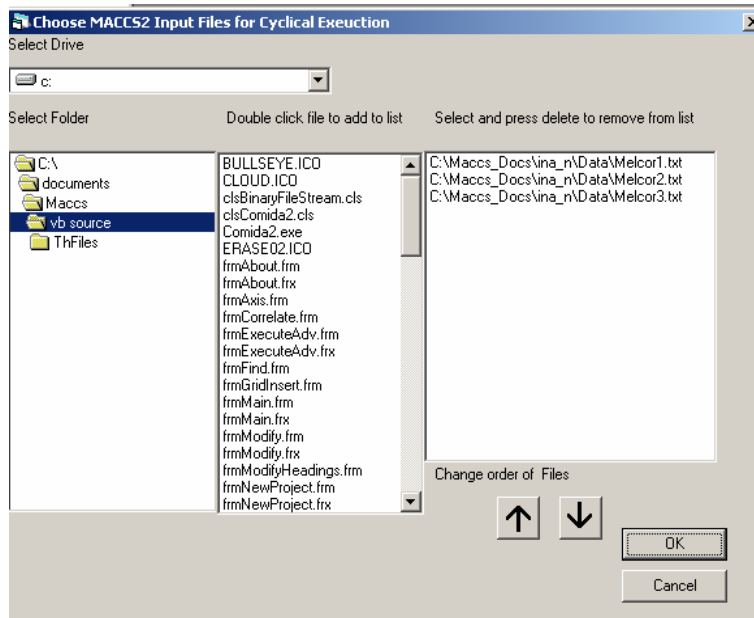 Choose MACCS2 Input Files for Cyclical Exeuction
Select Drive
c:
Select Folder
Double click file to add to list
Select and press delete to remove from list
C:\
documents
Maccs
vb source
ThFiles
BULLSEYE.ICO
CLOUD.ICO
clsBinaryFileStream.cls
clsComida2.cls
Comida2.exe
ERASE02.ICO
frmAbout.frm
frmAbout.frx
frmAxis.frm
frmCorrelate.frm
frmExecuteAdv.frm
frmExecuteAdv.frx
frmFind.frm
frmGridInsert.frm
frmMain.frm
frmMain.frx
frmModify.frm
frmModify.frx
frmModifyHeadings.frm
frmNewProject.frm
frmNewProject.frx
C:\Maccs_Docs\ina_n\Data\Melcor1.txt
C:\Maccs_Docs\ina_n\Data\Melcor2.txt
C:\Maccs_Docs\ina_n\Data\Melcor3.txt
Change order of Files
OK
Cancel